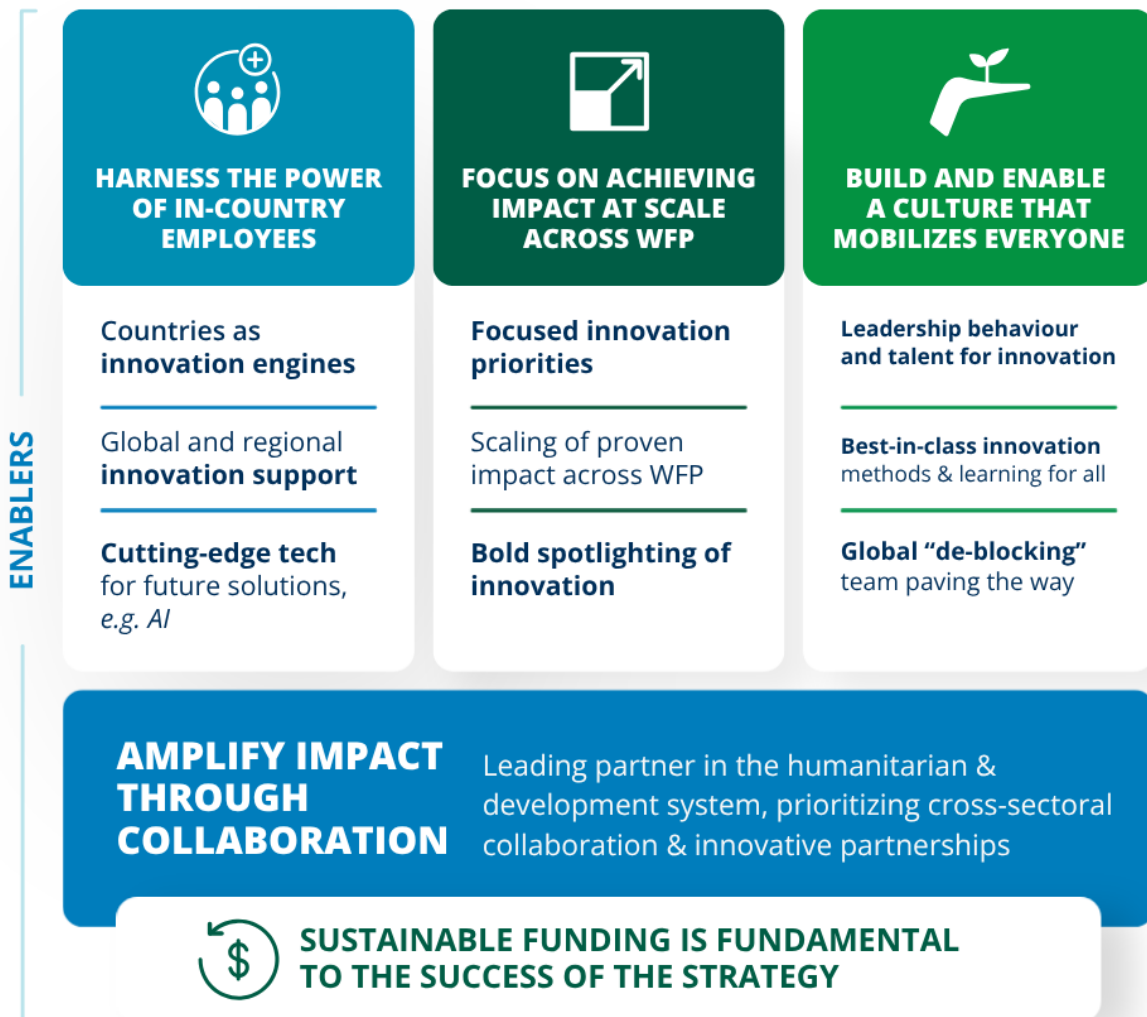 ENABLERS
HARNESS THE POWER
OF IN-COUNTRY
EMPLOYEES
Countries as
innovation engines
Global and regional
innovation support
Cutting-edge tech
for future solutions,
e.g. AI
FOCUS ON ACHIEVING
IMPACT AT SCALE
ACROSS WFP
Focused innovation
priorities
Scaling of proven
impact across WFP
Bold spotlighting of
innovation
BUILD AND ENABLE
A CULTURE THAT
MOBILIZES EVERYONE
Leadership behaviour
and talent for innovation
Best-in-class innovation
methods & learning for all
Global “de-blocking”
team paving the way
AMPLIFY IMPACT
THROUGH
COLLABORATION
Leading partner in the humanitarian &
development system, prioritizing cross-sectoral
collaboration & innovative partnerships
$
SUSTAINABLE FUNDING IS FUNDAMENTAL
TO THE SUCCESS OF THE STRATEGY